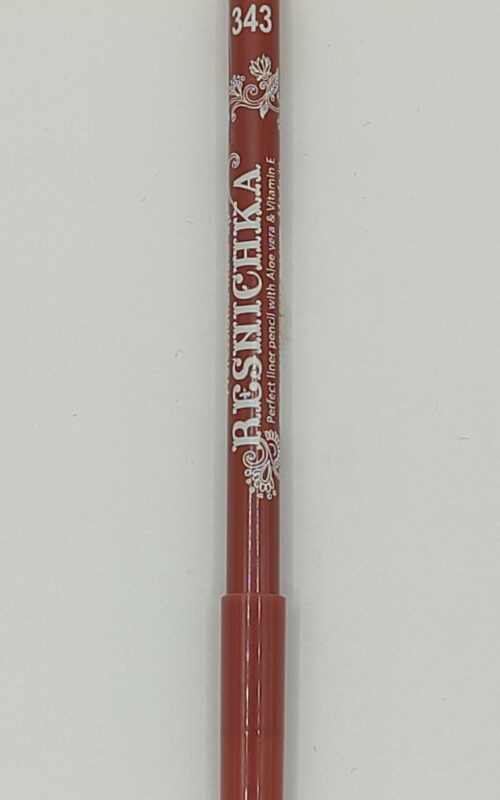 343
RESNICHKA
Perfect liner pencil with Aloe vera & Vitamin E